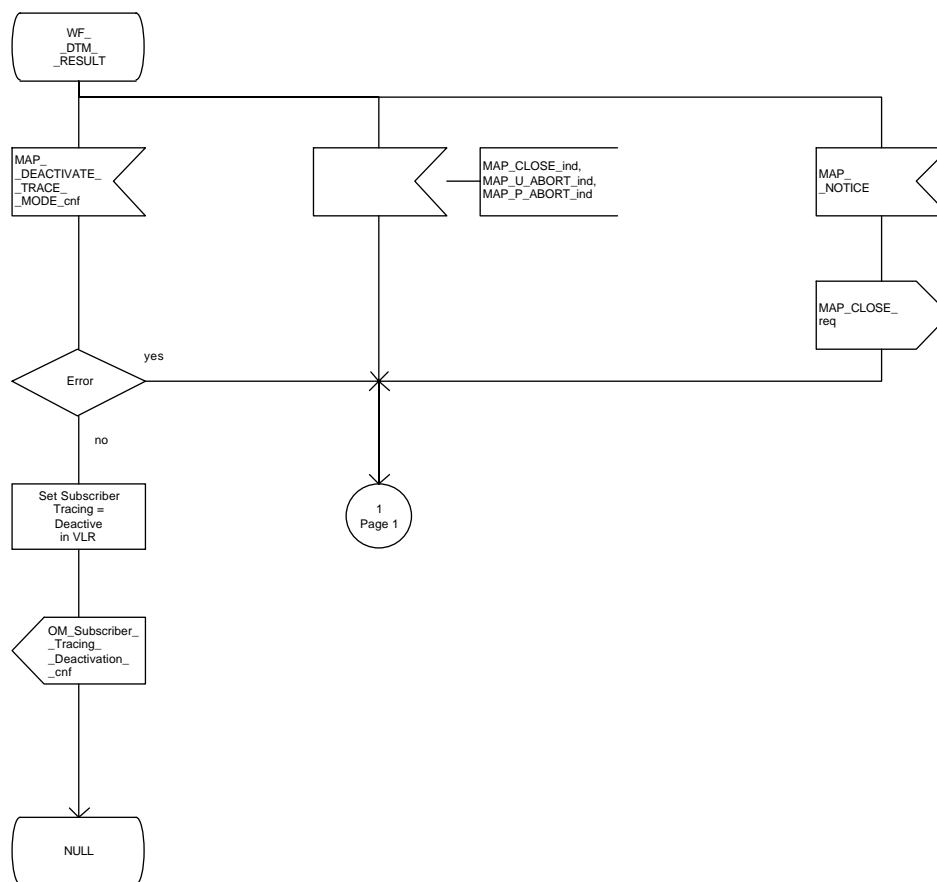 WF_
_DTM_
_RESULT
MAP_
_DEACTIVATE_
_TRACE_
_MODE_cnf
MAP_CLOSE_ind,
MAP_U_ABORT_ind,
MAP_P_ABORT_ind
MAP_
_NOTICE
MAP_CLOSE_
req
Error
yes
no
Set Subscriber
Tracing =
Deactive
in VLR
1
Page 1
OM_Subscriber_
_Tracing_
_Deactivation_
_cnf
NULL